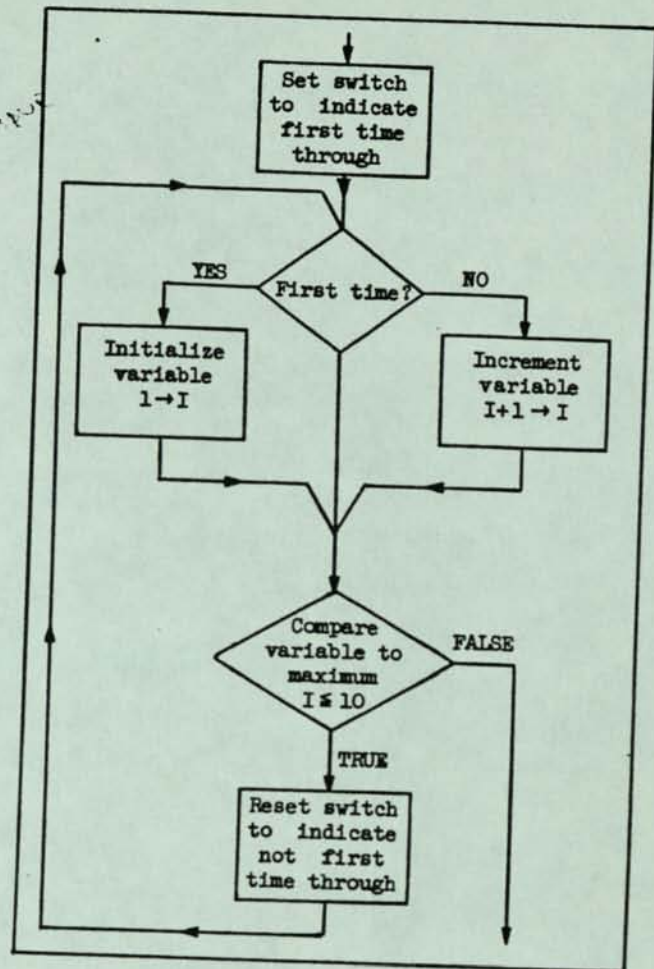 Set switch
to indicate
first time
through
First time?
YES
NO
Initialize
variable
1→I
Increment
variable
I+1→I
Compare
variable to
maximum
I≤10
FALSE
TRUE
Reset switch
to indicate
not first
time through